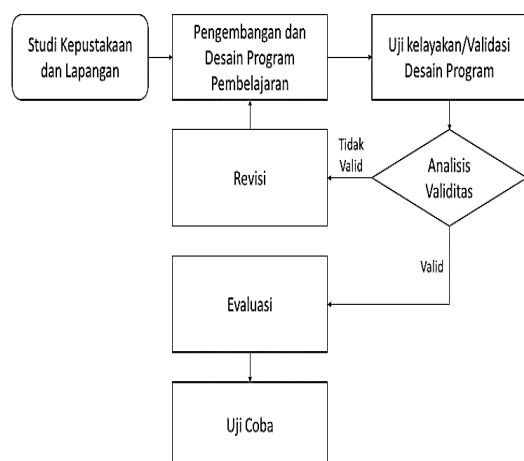 Studi Kepustakaan
dan Lapangan
Pengembangan dan
Desain Program
Pembelajaran
Uji kelayakan/Validasi
Desain Program
Tidak
Valid
Revisi
Analisis
Validitas
Valid
Evaluasi
Uji Coba